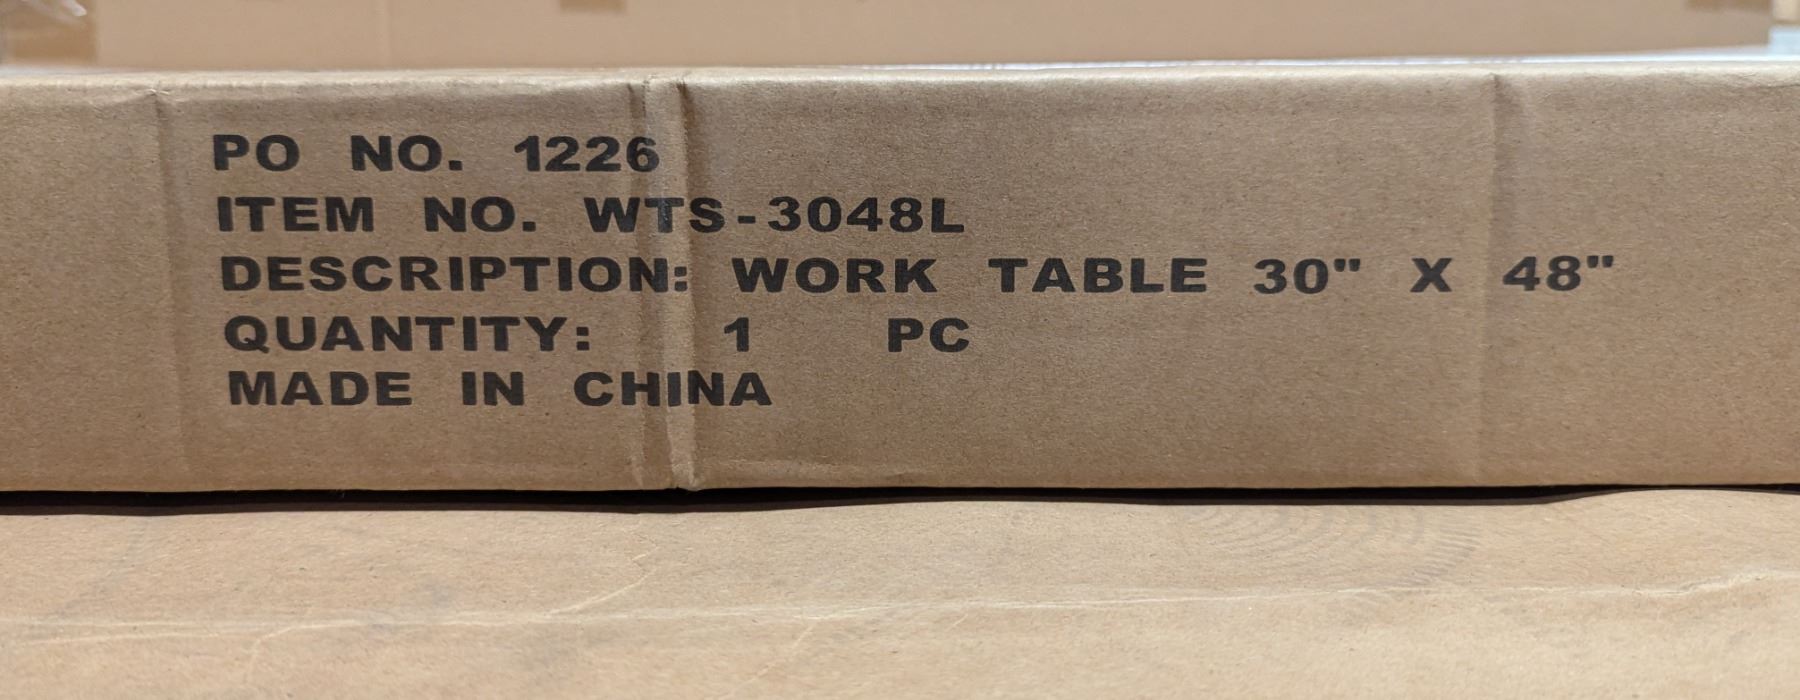 PO NO. 1226
ITEM NO. WTS-3048L
DESCRIPTION: WORK TABLE 30" X 48"
QUANTITY: 1 PC
MADE IN CHINA